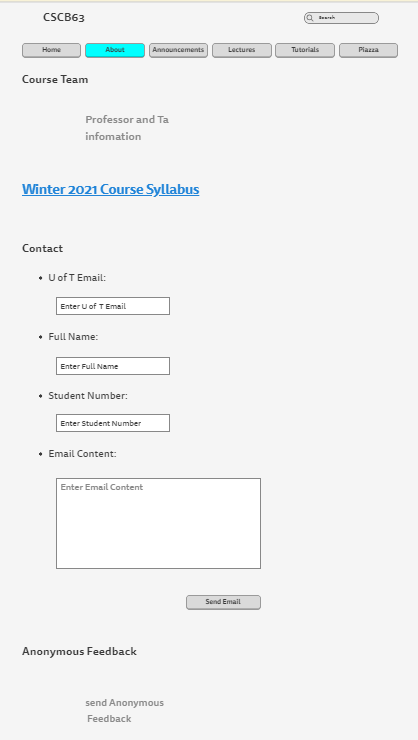 CSCB63
Search
Home About Announcements Lectures Tutorials Piazza
Course Team
Professor and Ta
infomation
Winter 2021 Course Syllabus
Contact
• U of T Email:
Enter U of T Email
• Full Name:
Enter Full Name
• Student Number:
Enter Student Number
• Email Content:
Enter Email Content
Send Email
Anonymous Feedback
send Anonymous
Feedback